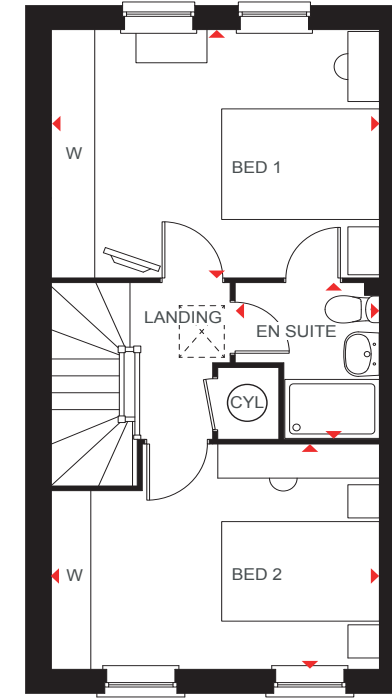 W
BED 1
LANDING
EN SUITE
CYL
W
BED 2